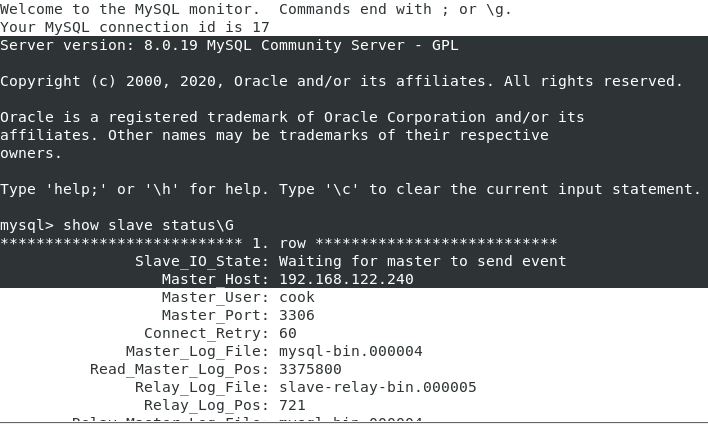 Welcome to the MySQL monitor.  Commands end with ; or \g.
Your MySQL connection id is 17
Server version: 8.0.19 MySQL Community Server - GPL
Copyright (c) 2000, 2020, Oracle and/or its affiliates. All rights reserved.
Oracle is a registered trademark of Oracle Corporation and/or its
affiliates. Other names may be trademarks of their respective
owners.
Type 'help;' or '\h' for help. Type '\c' to clear the current input statement.
mysql> show slave status\G
*************************** 1. row ***************************
Slave_IO_State: Waiting for master to send event
Master_Host: 192.168.122.240
Master_User: cook
Master_Port: 3306
Connect_Retry: 60
Master_Log_File: mysql-bin.000004
Read_Master_Log_Pos: 3375800
Relay_Log_File: slave-relay-bin.000005
Relay_Log_Pos: 721
Relay_Master_Log_File: mysql-bin.000004